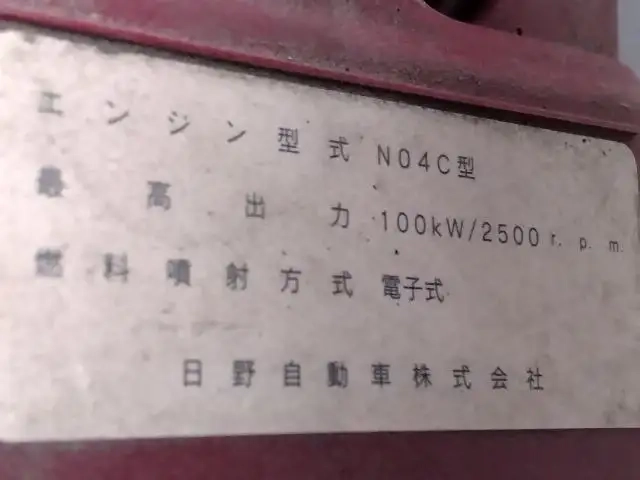 エンジン型式 N04C型
最高出力 100kW/2500 r.p.m.
燃料噴射方式 電子式
日野自動車株式会社